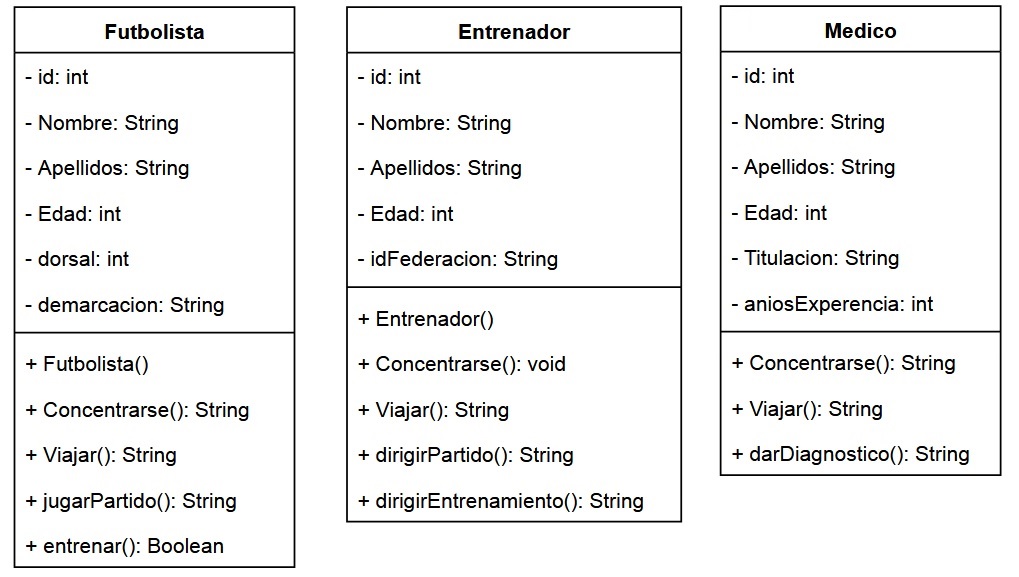 Futbolista
- id: int
- Nombre: String
- Apellidos: String
- Edad: int
- dorsal: int
- demarcacion: String
+ Futbolista()
+ Concentrarse(): String
+ Viajar(): String
+ jugarPartido(): String
+ entrenar(): Boolean
Entrenador
- id: int
- Nombre: String
- Apellidos: String
- Edad: int
- idFederacion: String
+ Entrenador()
+ Concentrarse(): void
+ Viajar(): String
+ dirigirPartido(): String
+ dirigirEntrenamiento(): String
Medico
- id: int
- Nombre: String
- Apellidos: String
- Edad: int
- Titulacion: String
- aniosExperencia: int
+ Concentrarse(): String
+ Viajar(): String
+ darDiagnostico(): String